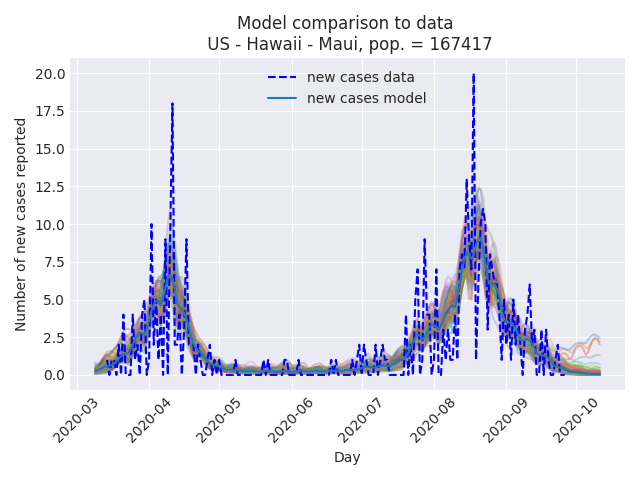 Model comparison to data
US - Hawaii - Maui, pop. = 167417
new cases data
new cases model
Number of new cases reported
20.0
17.5
15.0
12.5
10.0
7.5
5.0
2.5
0.0
2020-03
2020-04
2020-05
2020-06
2020-07
2020-08
2020-09
2020-10
Day